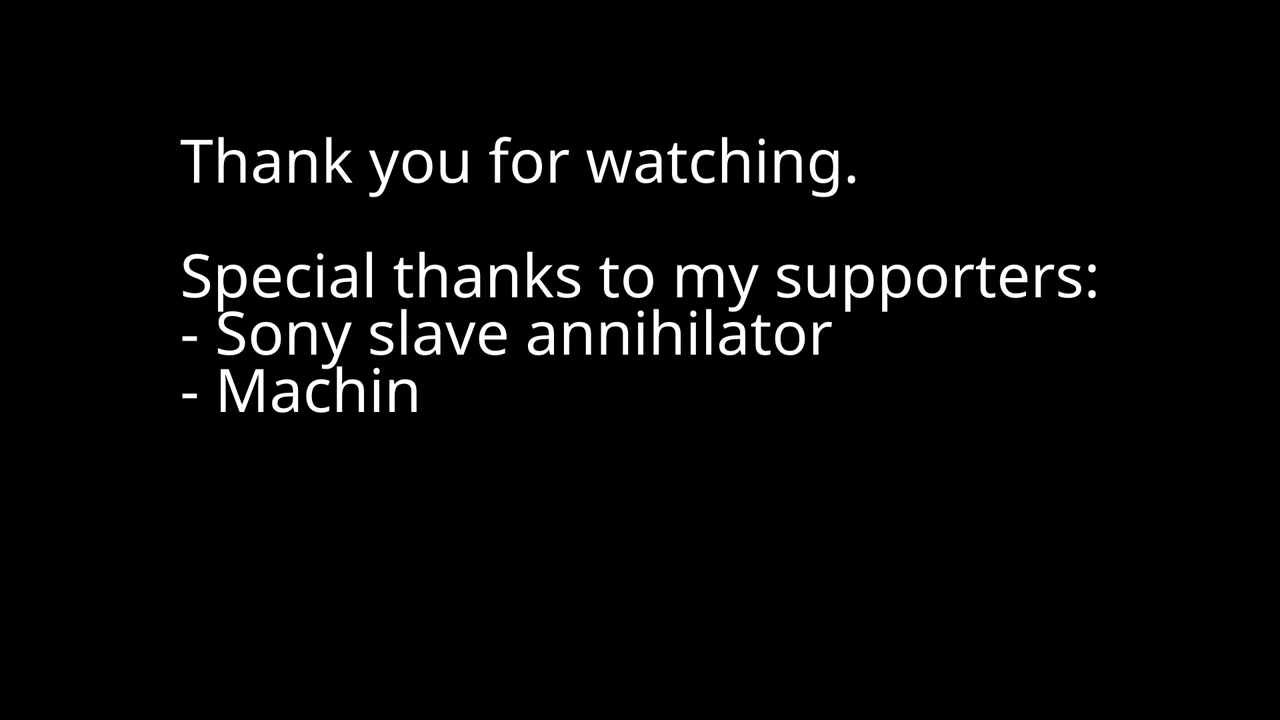 Thank you for watching.
Special thanks to my supporters:
- Sony slave annihilator
- Machin